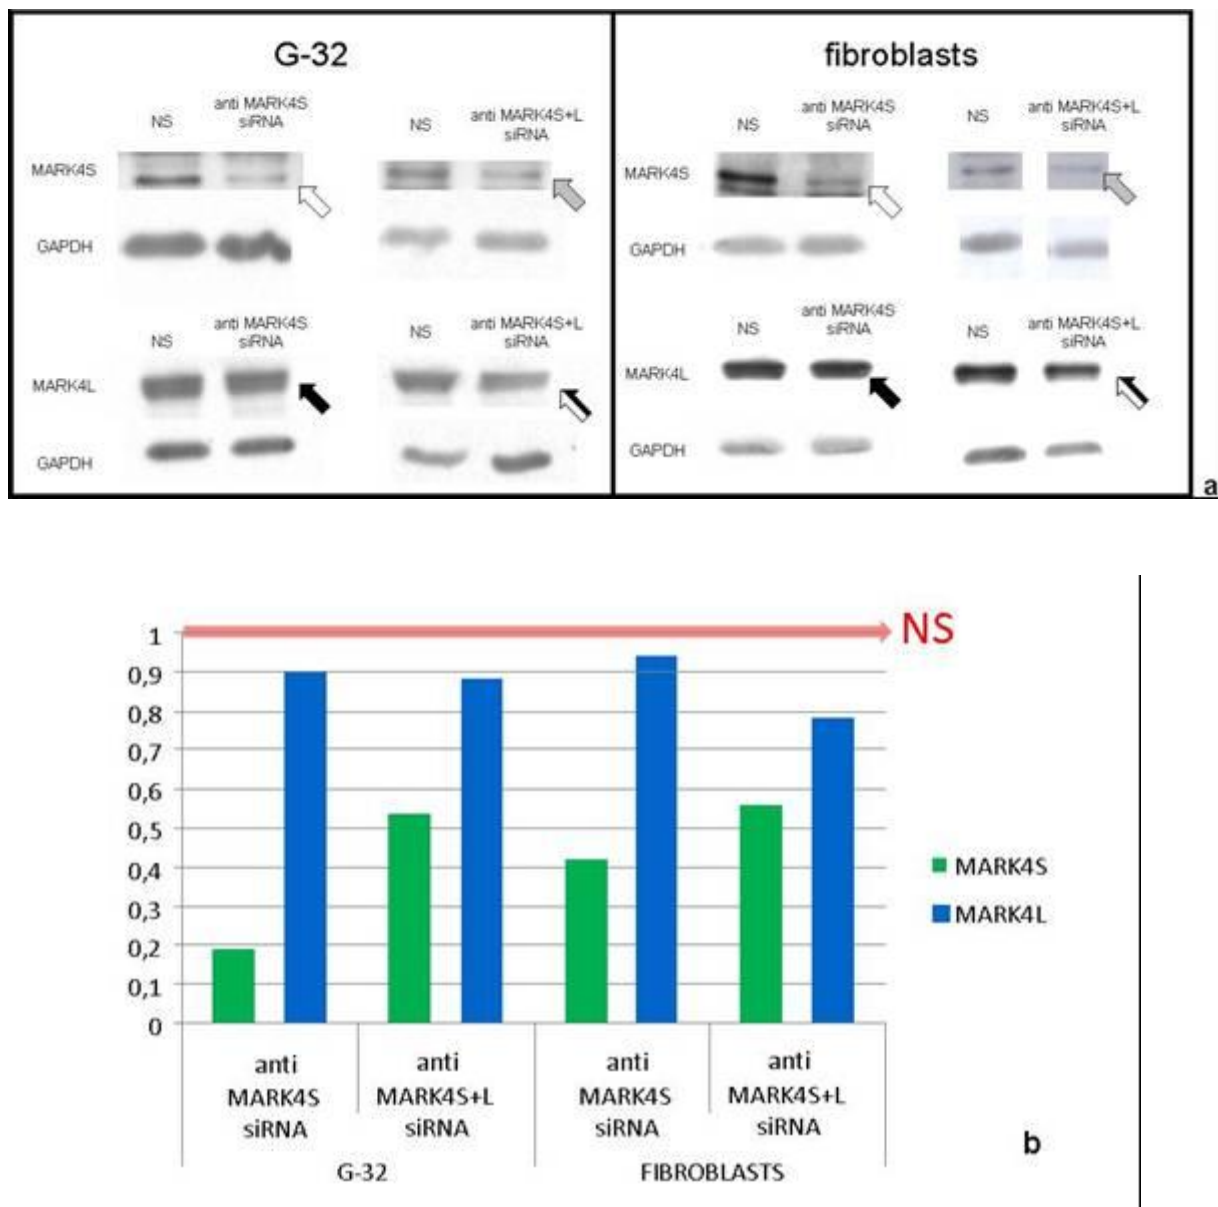 G-32
fibroblasts
NS
anti MARK4S
siRNA
NS
anti MARK4S+L
siRNA
NS
anti MARK4S
siRNA
NS
anti MARK4S+L
siRNA
MARK4S
MARK4S
GAPDH
GAPDH
NS
anti MARK4S
siRNA
NS
anti MARK4S+L
siRNA
NS
anti MARK4S
siRNA
NS
anti MARK4S+L
siRNA
MARK4L
MARK4L
GAPDH
GAPDH
a
NS
1
0,9
0,8
0,7
0,6
0,5
0,4
0,3
0,2
0,1
0
MARK4S
MARK4L
anti
MARK4S
siRNA
anti
MARK4S+L
siRNA
anti
MARK4S
siRNA
anti
MARK4S+L
siRNA
G-32
FIBROBLASTS
b